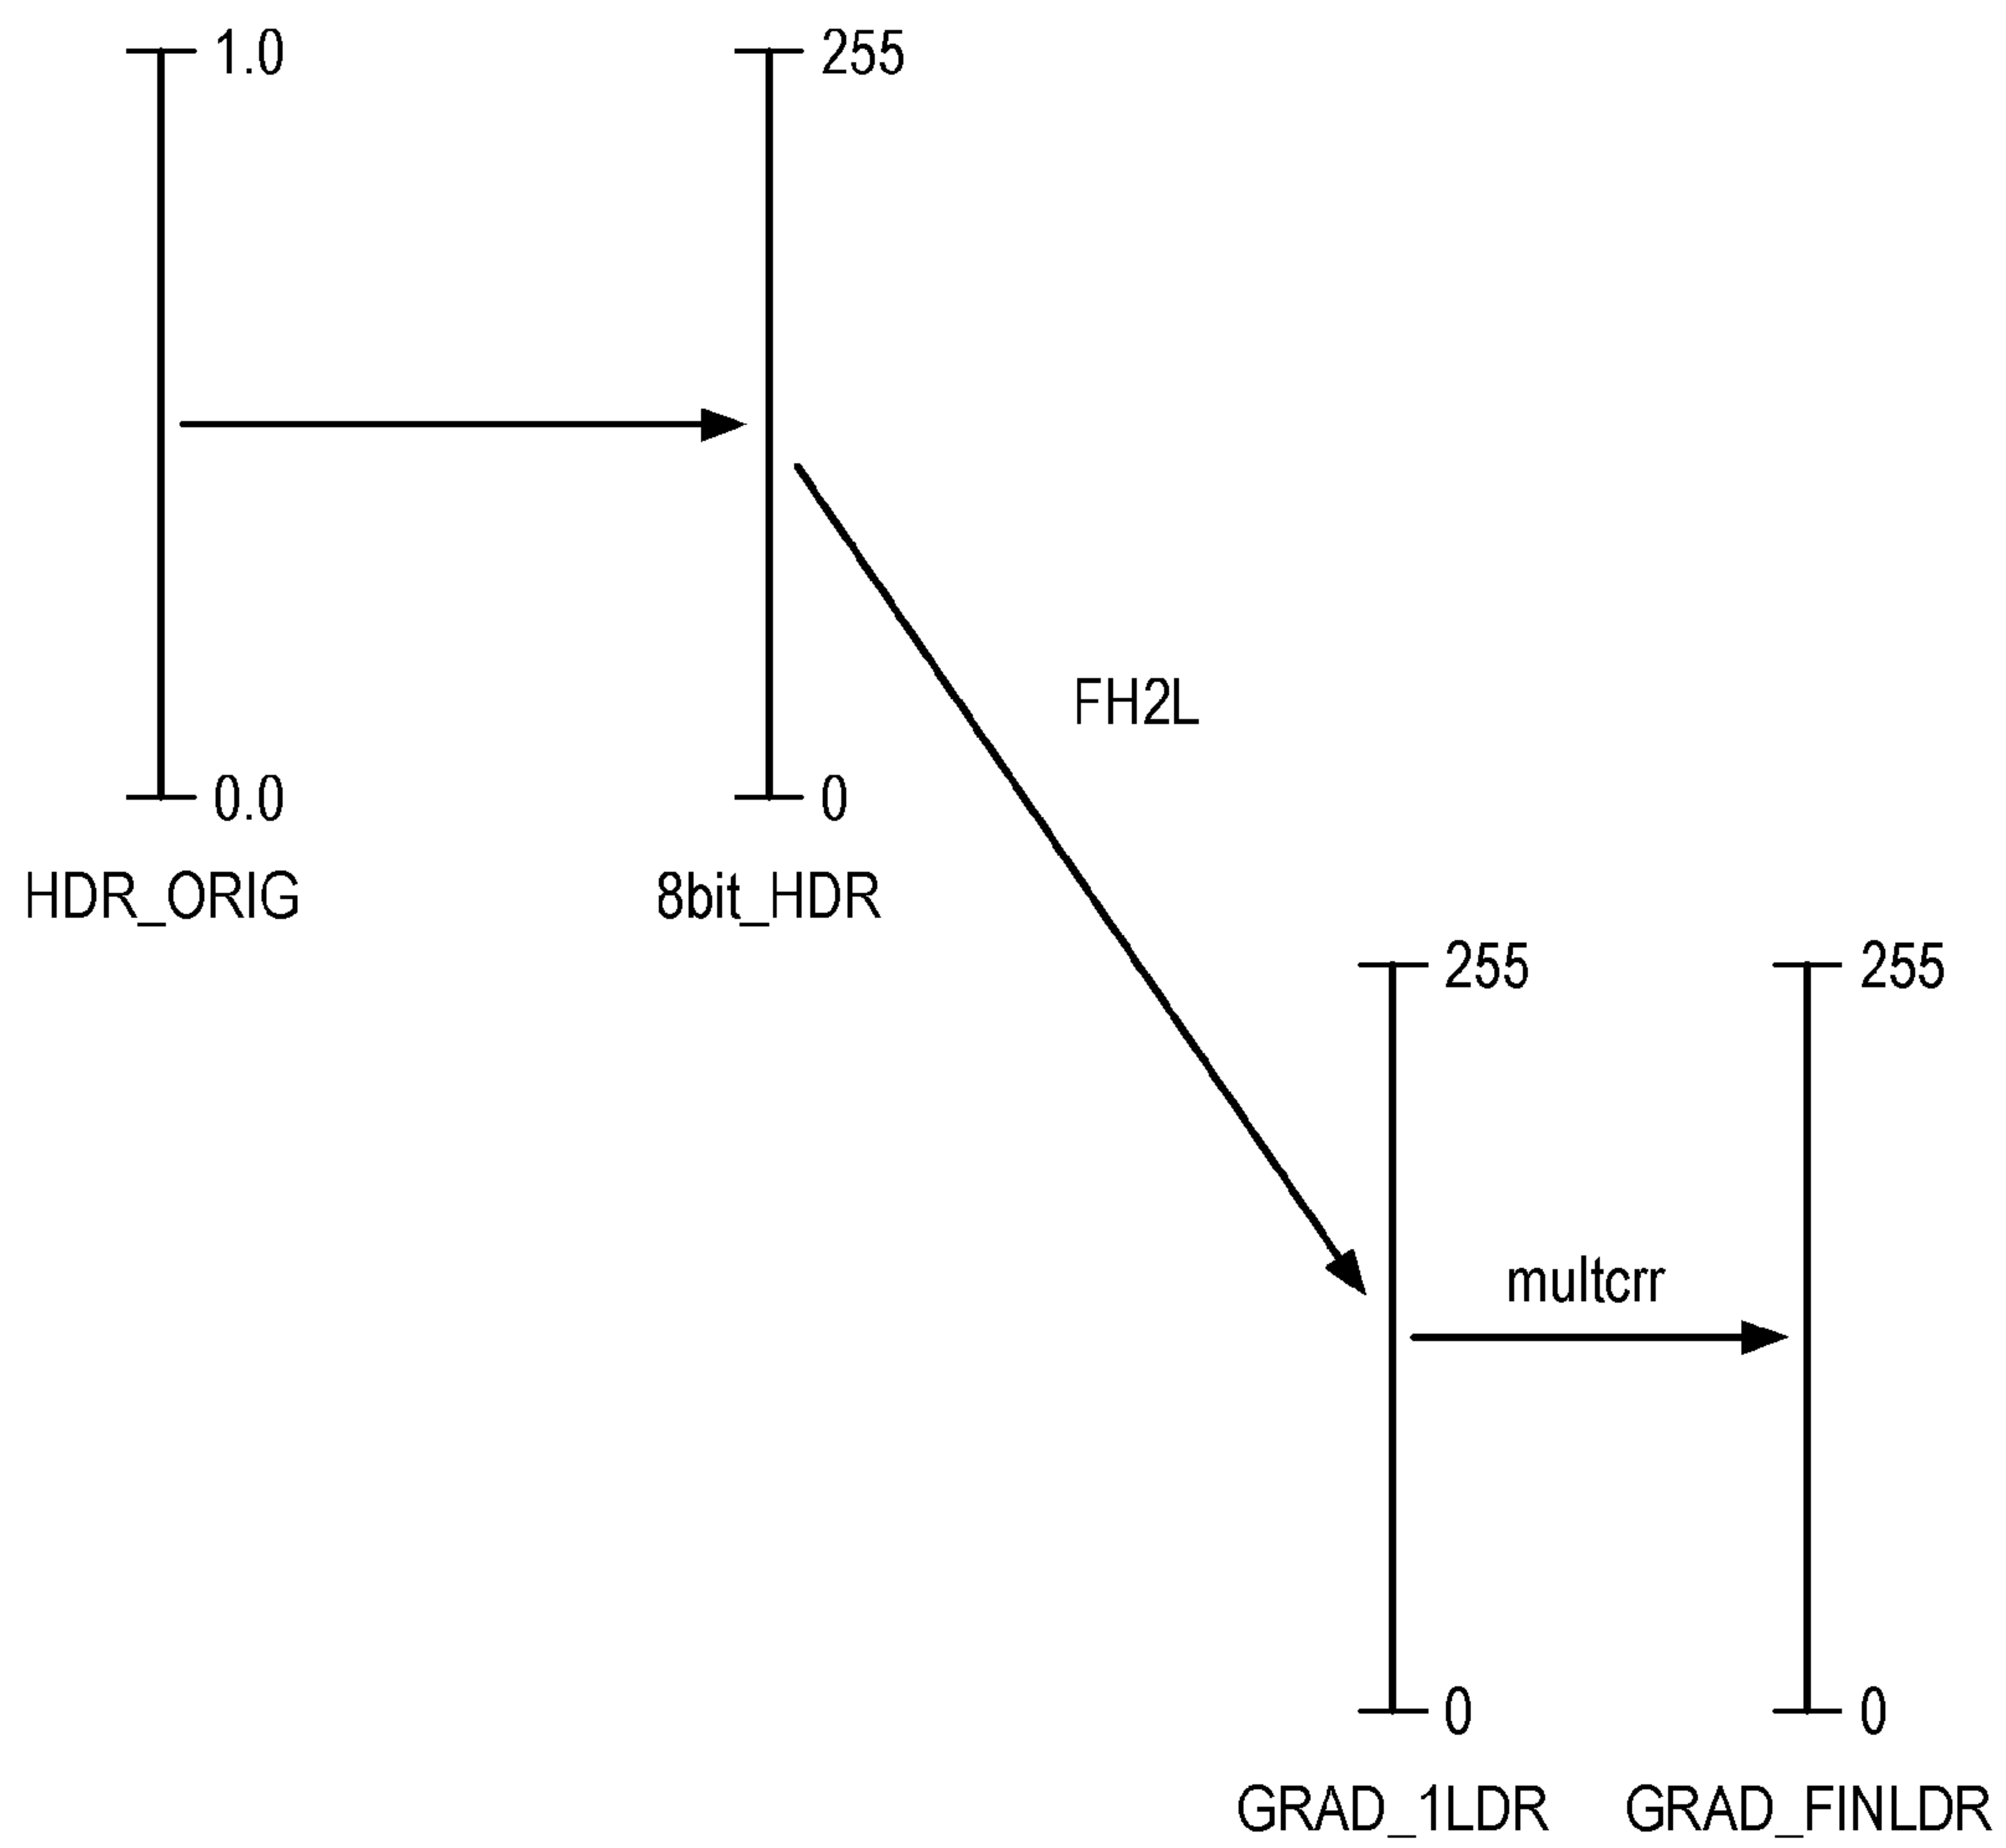 1.0
255
0.0
0
HDR_ORIG
8bit_HDR
FH2L
255
255
multcrr
0
0
GRAD_1LDR
GRAD_FINLDR